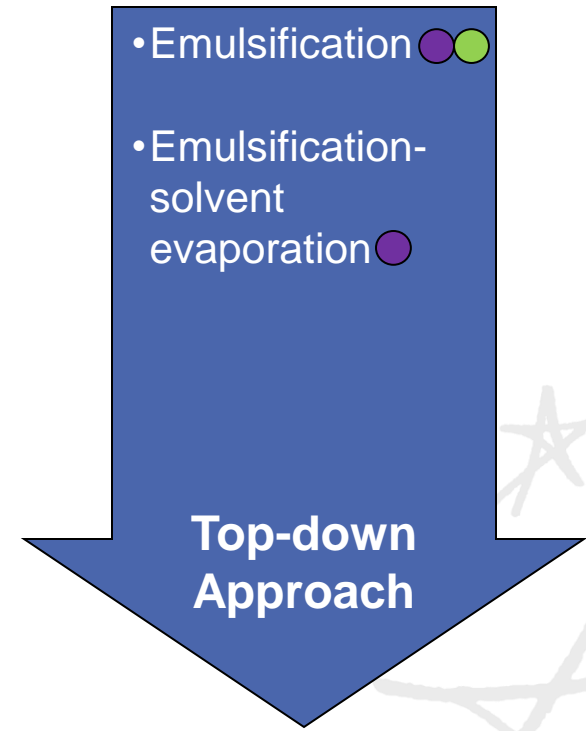 •Emulsification
•Emulsification-
solvent
evaporation
Top-down
Approach